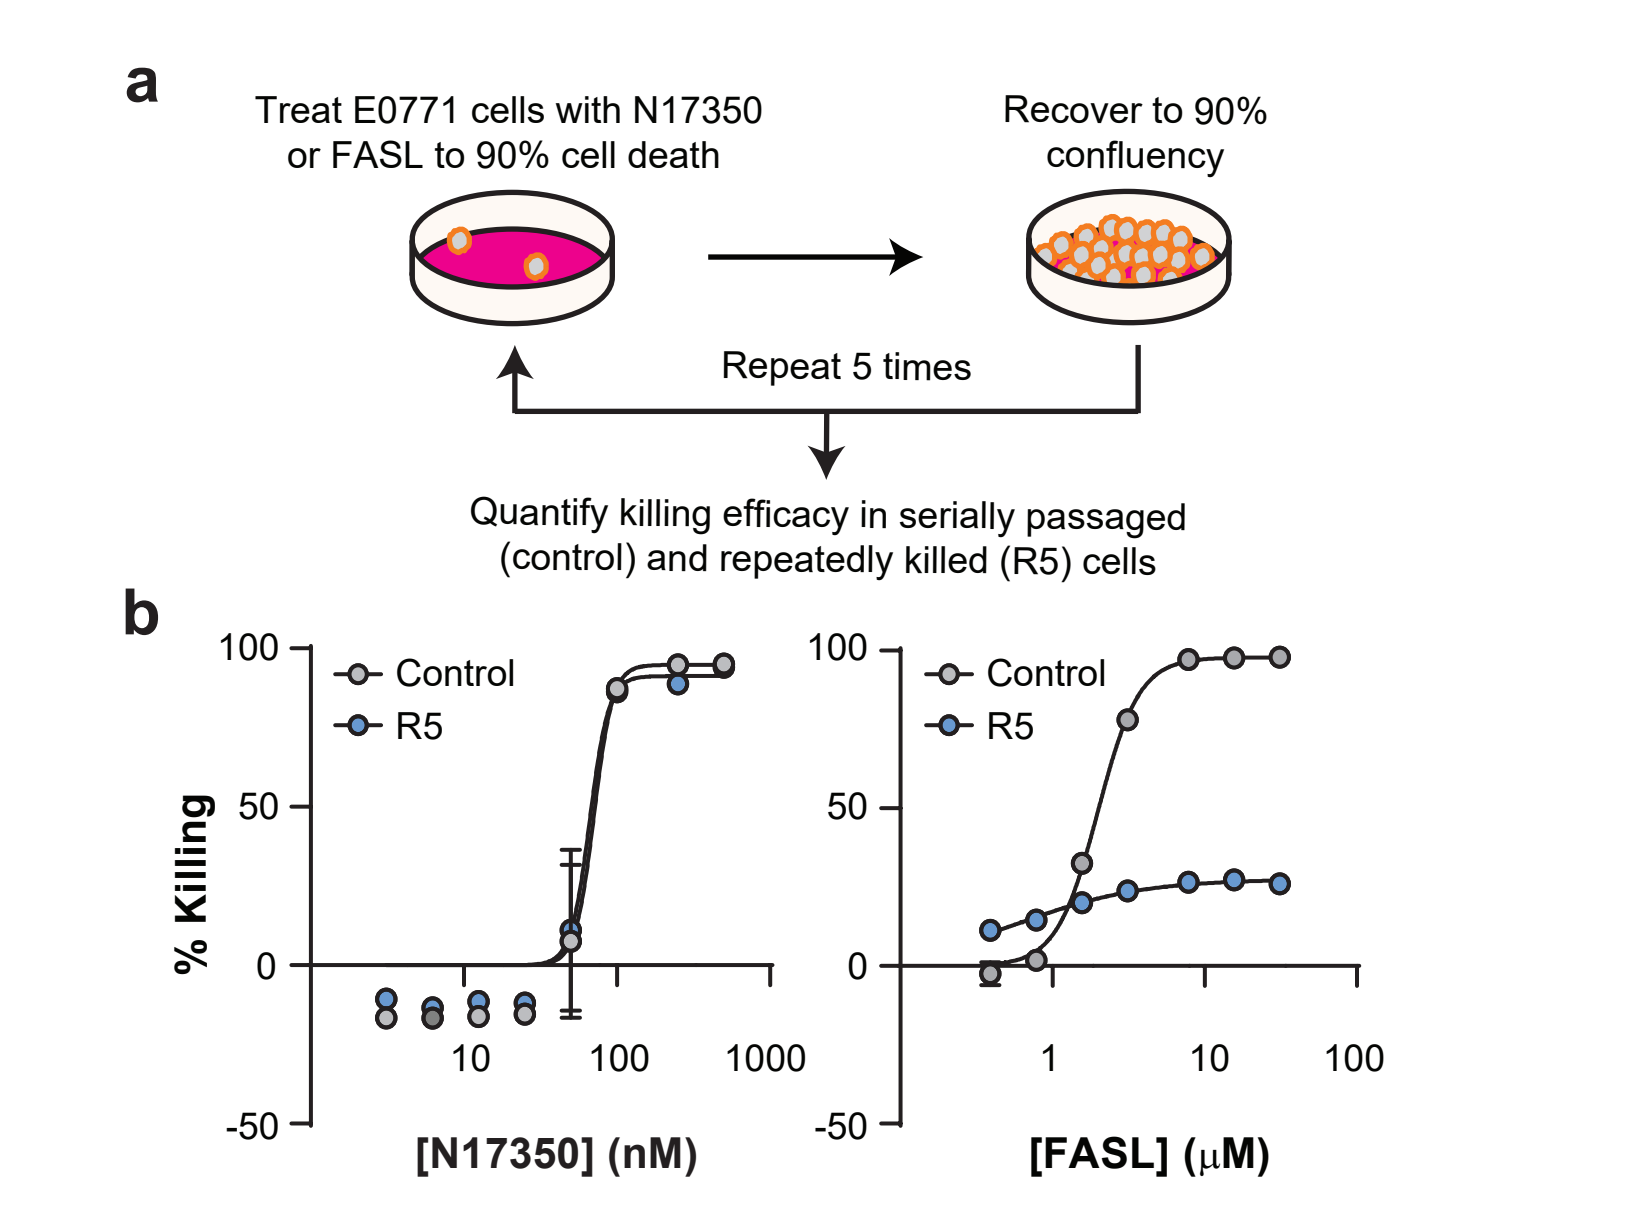 a
Treat E0771 cells with N17350
or FASL to 90% cell death
Recover to 90%
confluency
Repeat 5 times
Quantify killing efficacy in serially passaged
(control) and repeatedly killed (R5) cells
b
% Killing
100
50
0
-50
Control
R5
10
100
1000
[N17350] (nM)
100
50
0
-50
Control
R5
1
10
100
[FASL] (μM)